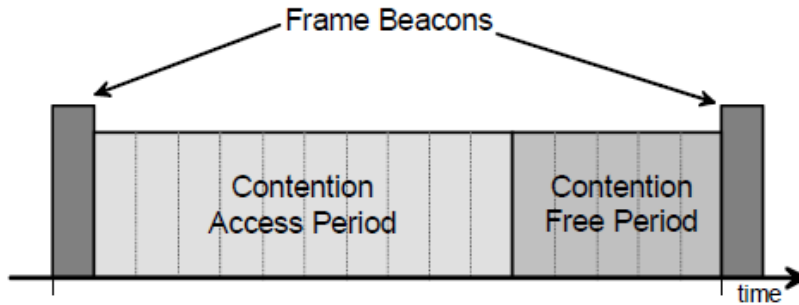 Frame Beacons
Contention
Access Period
Contention
Free Period
time